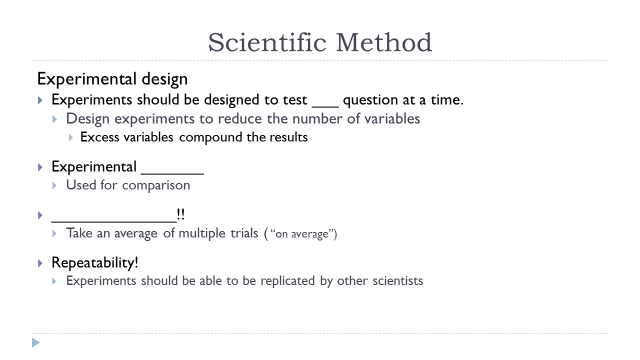 Scientific Method
Experimental design
Experiments should be designed to test ___ question at a time.
Design experiments to reduce the number of variables
Excess variables compound the results
Experimental ________
Used for comparison
________________!!
Take an average of multiple trials ( “on average”)
Repeatability!
Experiments should be able to be replicated by other scientists